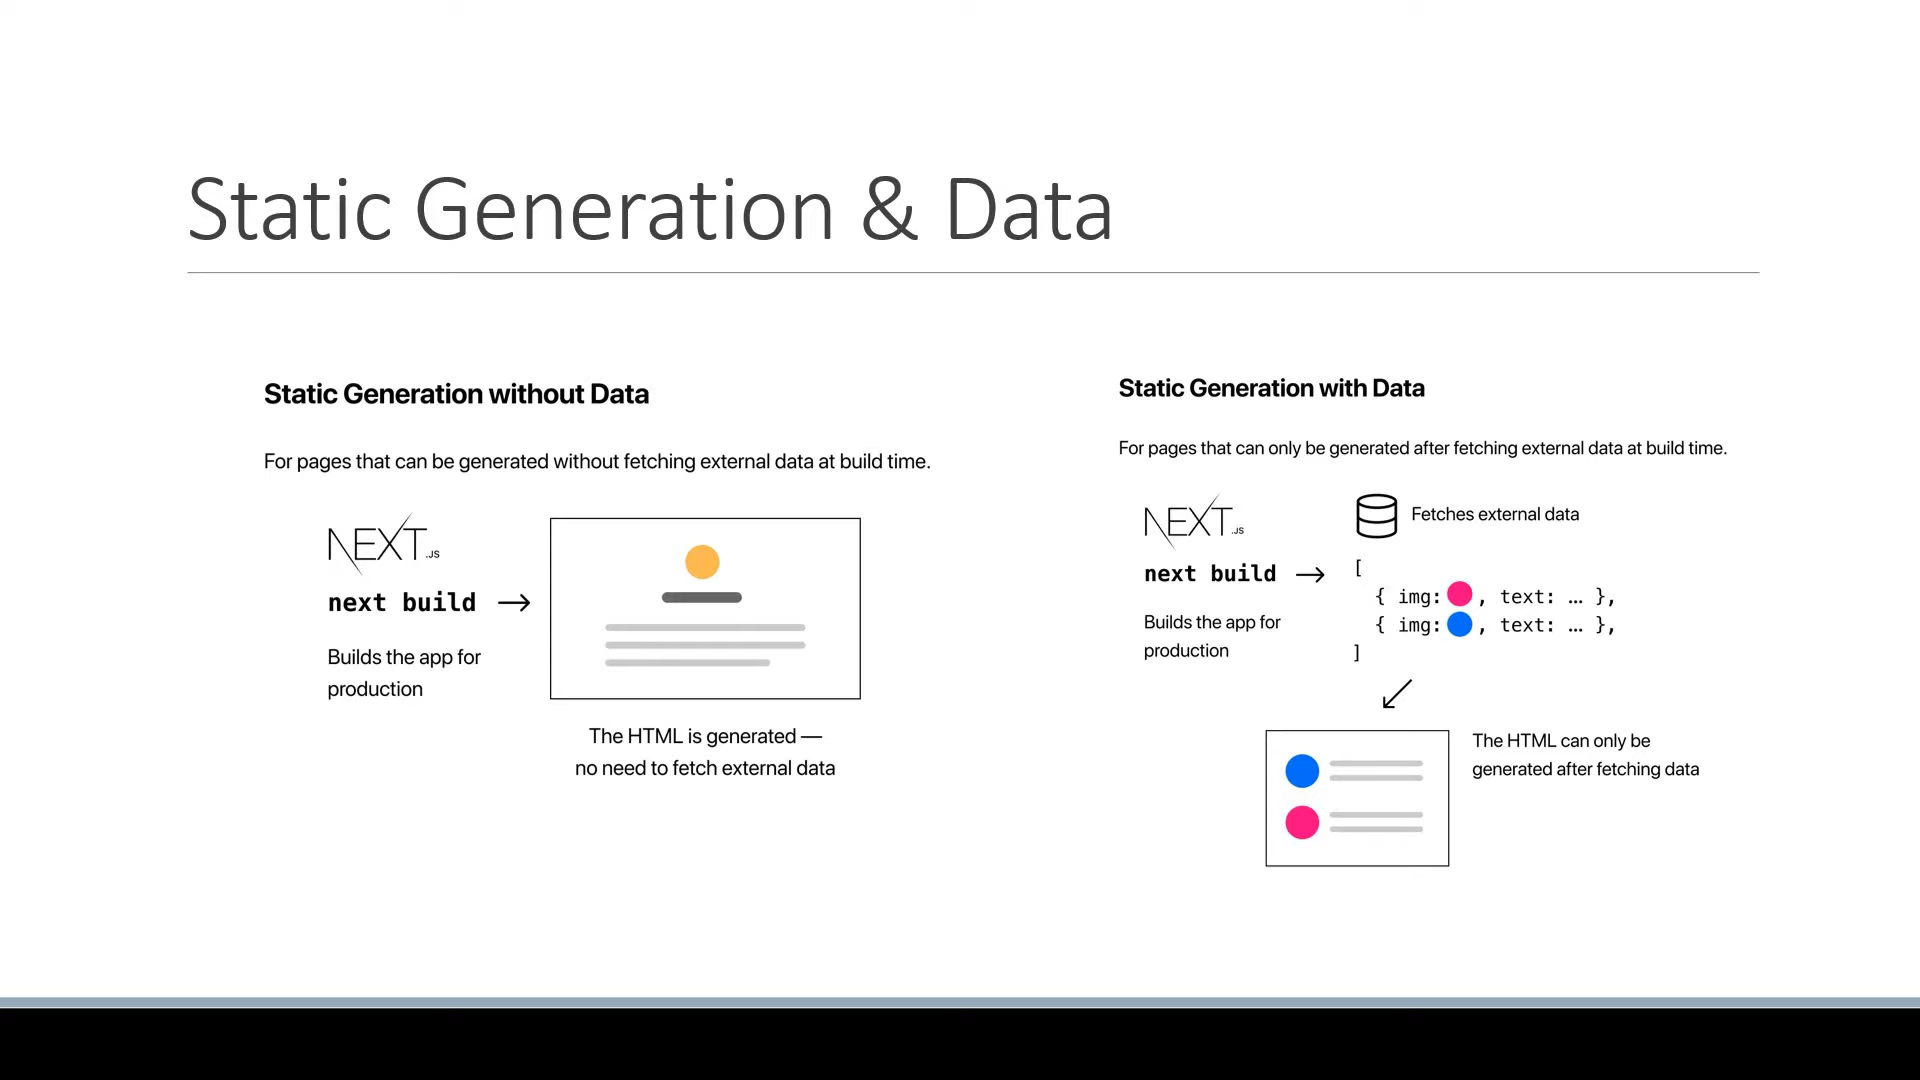 Static Generation & Data
Static Generation without Data
For pages that can be generated without fetching external data at build time.
NEXT.JS
next build
Builds the app for
production
The HTML is generated —
no need to fetch external data
Static Generation with Data
For pages that can only be generated after fetching external data at build time.
NEXT.JS
next build
Builds the app for
production
Fetches external data
[
{ img: , text: … },
{ img: , text: … },
]
The HTML can only be
generated after fetching data